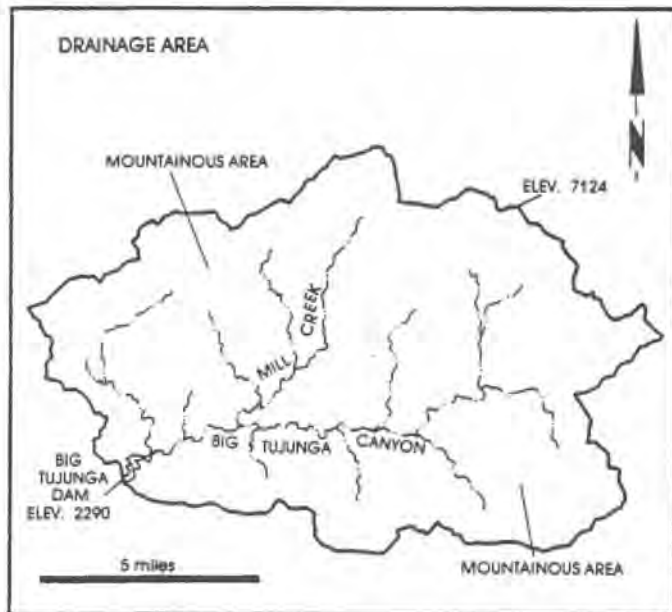 DRAINAGE AREA
N
MOUNTAINOUS AREA
ELEV. 7124
MILL CREEK
BIG TUJUNGA CANYON
BIG
TUJUNGA
DAM
ELEV. 2290
5 miles
MOUNTAINOUS AREA